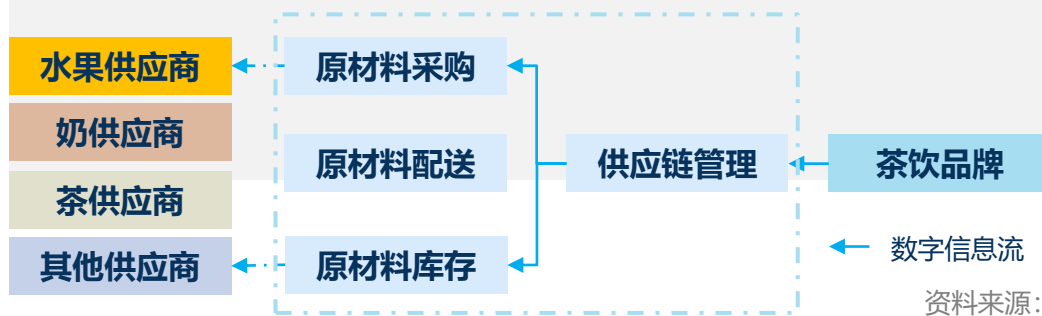 水果供应商
原材料采购
奶供应商
原材料配送
供应链管理
茶饮品牌
茶供应商
其他供应商
原材料库存
数字信息流
资料来源：